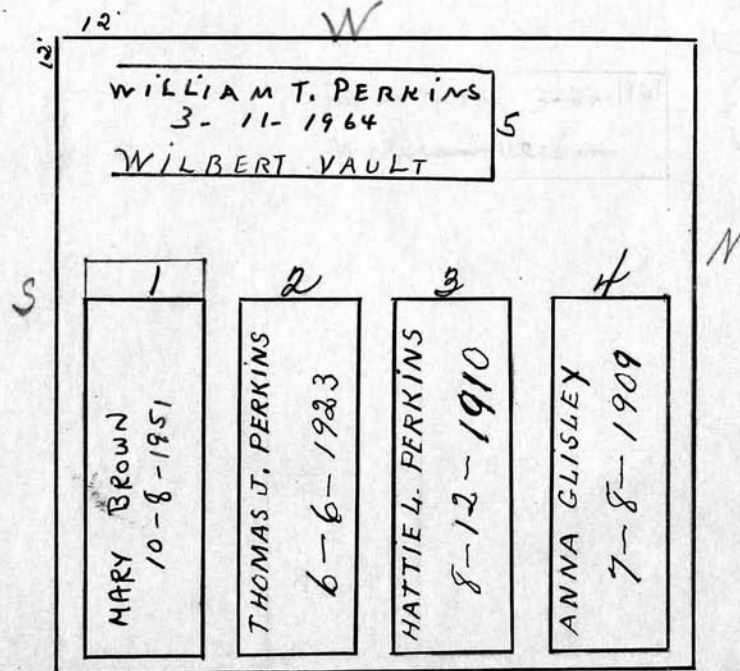 12'
W
12'
WILLIAM T. PERKINS
3-11-1964
WILBERT VAULT
5
S
N
1
2
3
4
MARY BROWN
10-8-1951
THOMAS J. PERKINS
6-6-1923
HATTIE L. PERKINS
8-12-1910
ANNA GLISLEY
7-8-1909